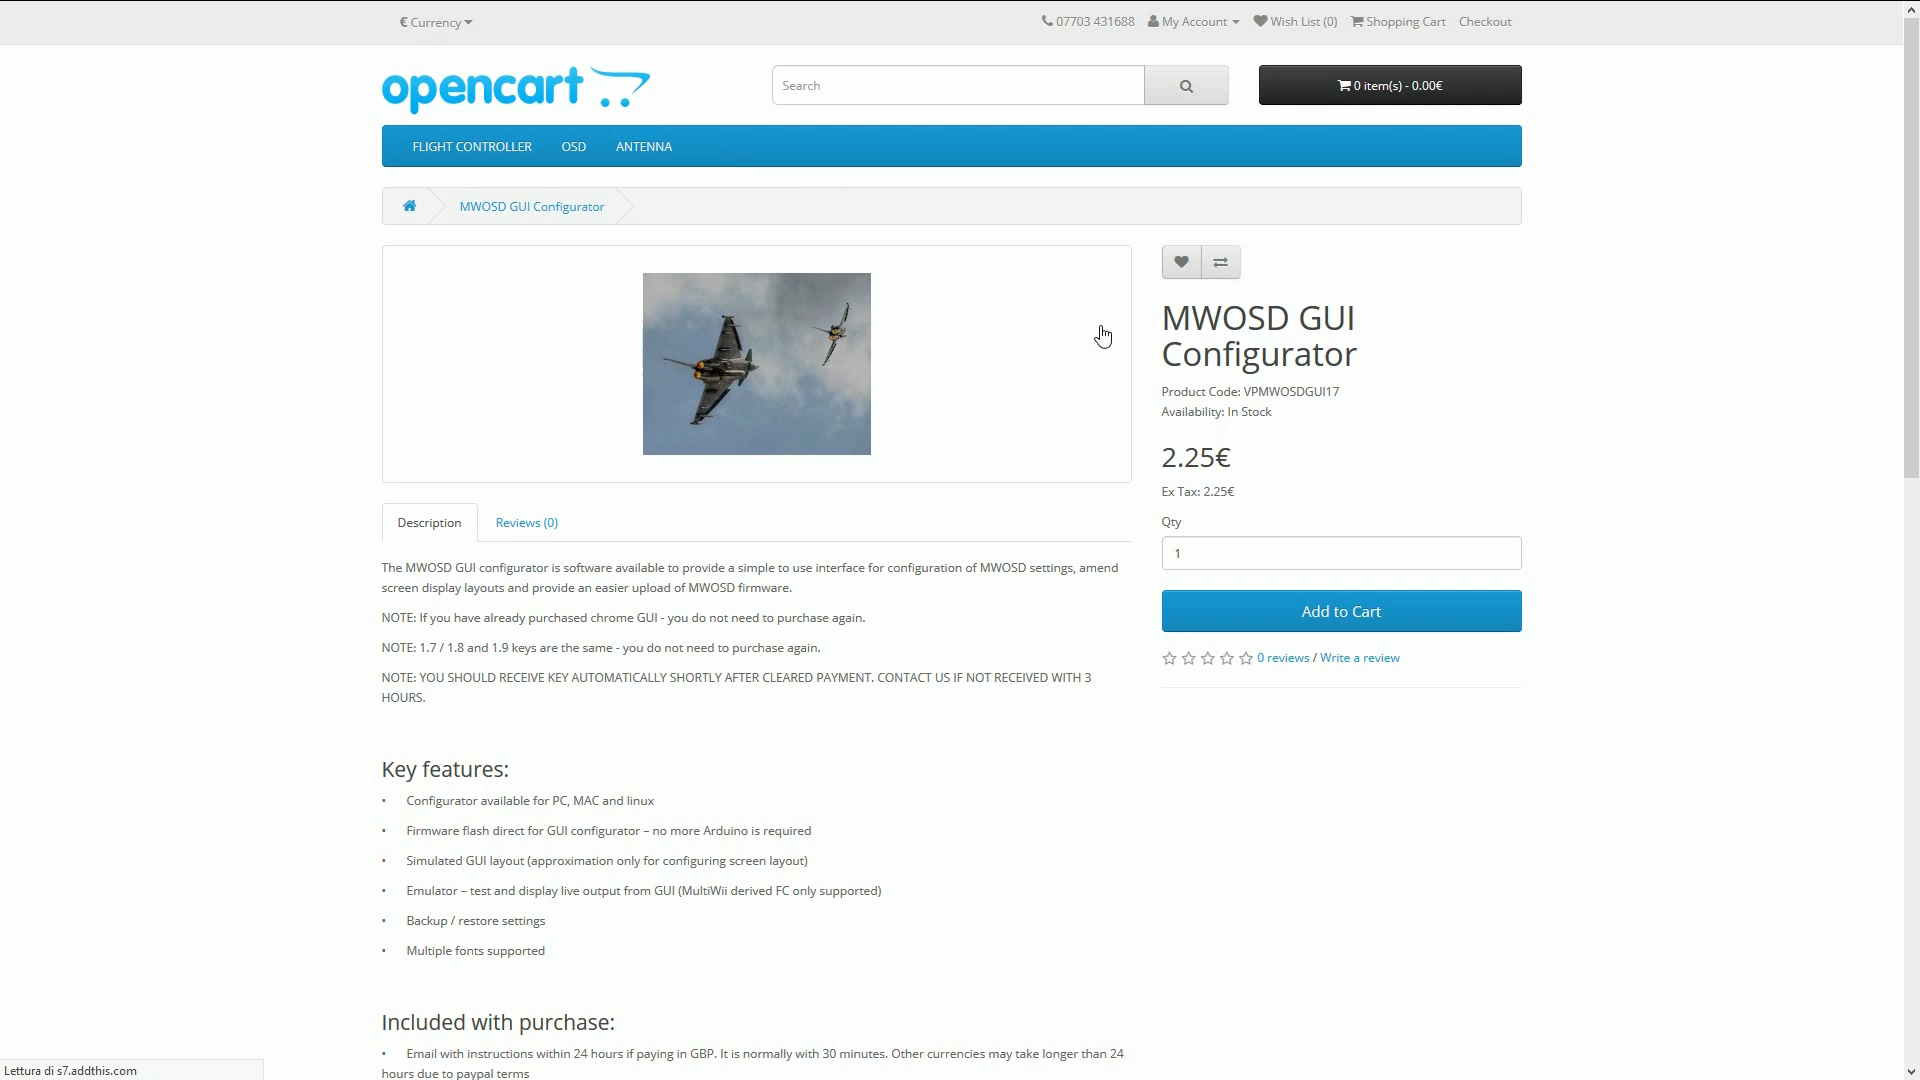 € Currency
07703 431688 My Account Wish List (0) Shopping Cart Checkout
opencart
Search
0 item(s) - 0.00€
FLIGHT CONTROLLER OSD ANTENNA
MWOSD GUI Configurator
MWOSD GUI
Configurator
Product Code: VPMWOSDGUI17
Availability: In Stock
2.25€
Ex Tax: 2.25€
Qty
1
Add to Cart
0 reviews / Write a review
Description Reviews (0)
The MWOSD GUI configurator is software available to provide a simple to use interface for configuration of MWOSD settings, amend
screen display layouts and provide an easier upload of MWOSD firmware.
NOTE: If you have already purchased chrome GUI - you do not need to purchase again.
NOTE: 1.7 / 1.8 and 1.9 keys are the same - you do not need to purchase again.
NOTE: YOU SHOULD RECEIVE KEY AUTOMATICALLY SHORTLY AFTER CLEARED PAYMENT. CONTACT US IF NOT RECEIVED WITH 3
HOURS.
Key features:
• Configurator available for PC, MAC and linux
• Firmware flash direct for GUI configurator – no more Arduino is required
• Simulated GUI layout (approximation only for configuring screen layout)
• Emulator – test and display live output from GUI (MultiWii derived FC only supported)
• Backup / restore settings
• Multiple fonts supported
Included with purchase:
• Email with instructions within 24 hours if paying in GBP. It is normally with 30 minutes. Other currencies may take longer than 24
hours due to paypal terms
Lettura di s7.addthis.com